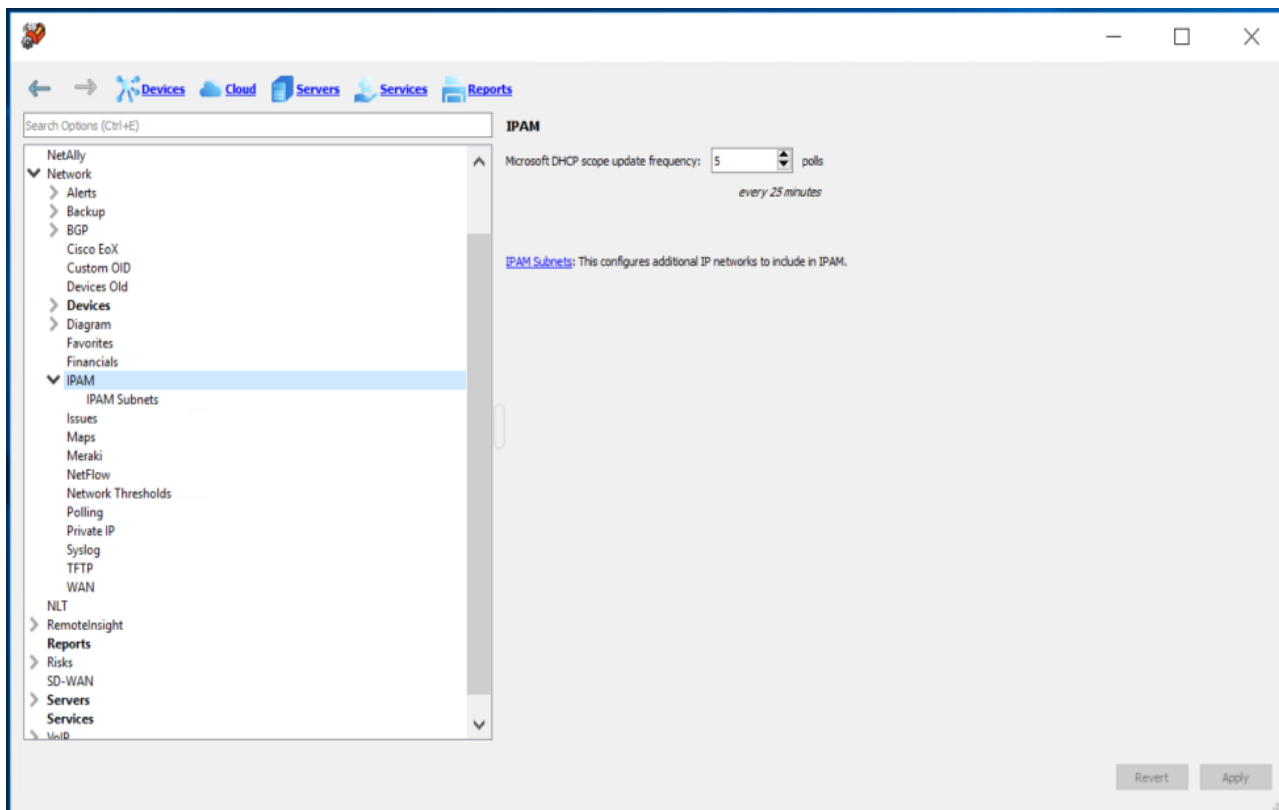 Devices Cloud Servers Services Reports
Search Options (Ctrl+E)
NetAlly
Network
Alerts
Backup
BGP
Cisco EoX
Custom OID
Devices Old
Devices
Diagram
Favorites
Financials
IPAM
IPAM Subnets
Issues
Maps
Meraki
NetFlow
Network Thresholds
Polling
Private IP
Syslog
TFTP
WAN
NLT
RemoteInsight
Reports
Risks
SD-WAN
Servers
Services
VoIP
IPAM
Microsoft DHCP scope update frequency: 5 polls
every 25 minutes
IPAM Subnets: This configures additional IP networks to include in IPAM.
Revert Apply